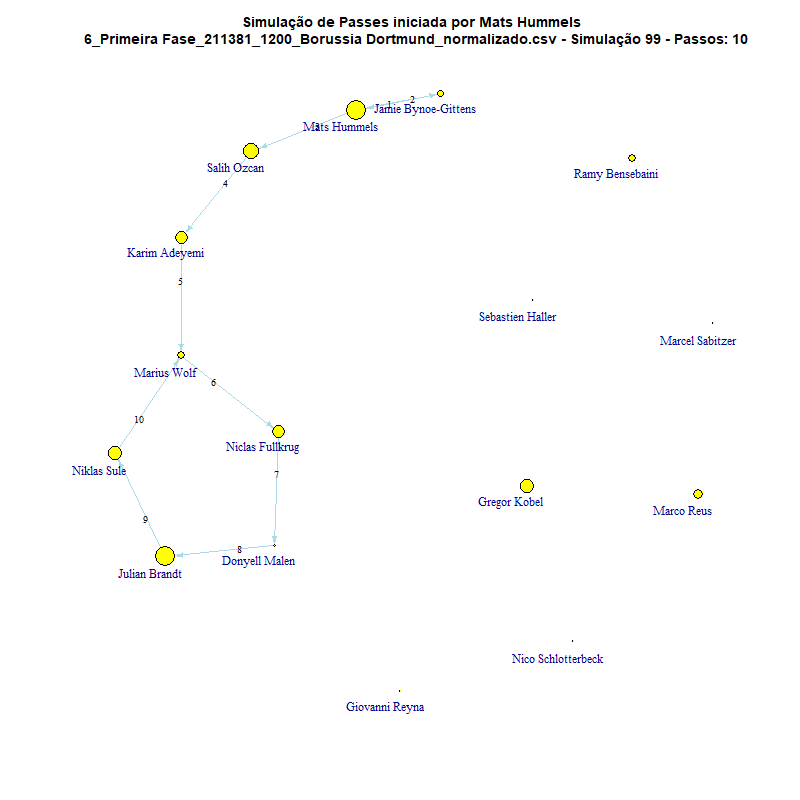 Simulação de Passes iniciada por Mats Hummels
6_Primeira Fase_211381_1200_Borussia Dortmund_normalizado.csv - Simulação 99 - Passos: 10
1
2
Jamie Bynoe-Gittens
Mats Hummels
3
Salih Ozcan
Ramy Bensebaini
4
Karim Adeyemi
5
Sebastien Haller
Marcel Sabitzer
Marius Wolf
6
10
Niclas Fullkrug
Niklas Sule
7
Gregor Kobel
Marco Reus
9
8
Donyell Malen
Julian Brandt
Nico Schlotterbeck
Giovanni Reyna